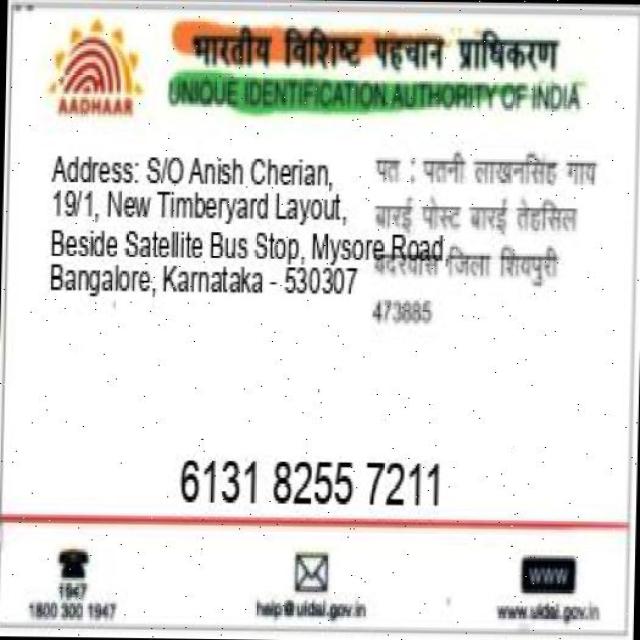 भारतीय विशिष्ट पहचान प्राधिकरण
AADHAAR
UNIQUE IDENTIFICATION AUTHORITY OF INDIA
Address: S/O Anish Cherian,
19/1, New Timberyard Layout,
Beside Satellite Bus Stop, Mysore Road,
Bangalore, Karnataka - 530307
पत : पतनी लाखनसिंह गाय
बारई पोस्ट बारई तेहसिल
जिला शिवपुरी
473885
6131 8255 7211
1947
1800 300 1947
help@uidai.gov.in
WWW
www.uidai.gov.in